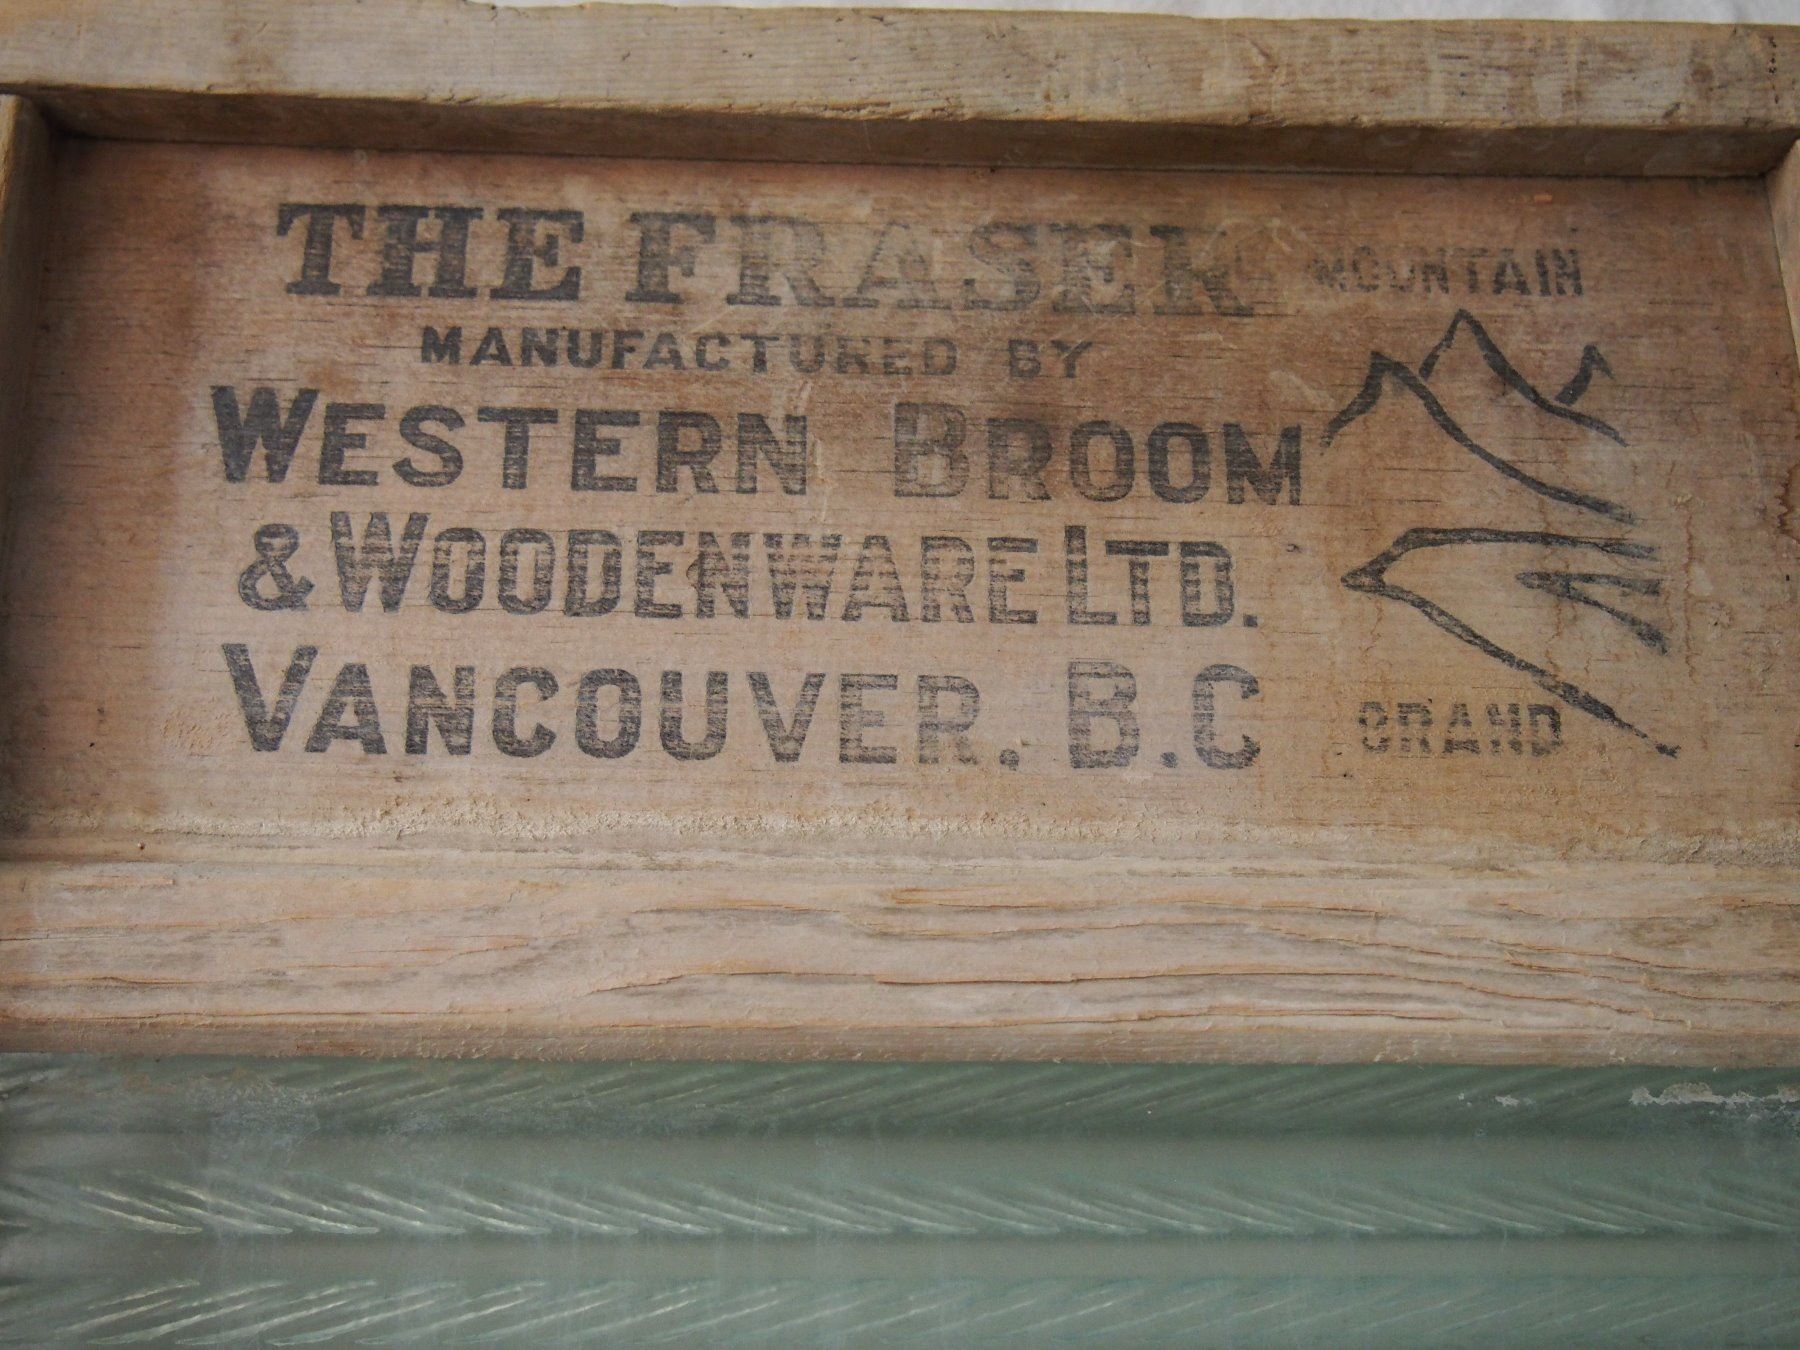 THE FRASER
MANUFACTURED BY
WESTERN BROOM
& WOODENWARE LTD.
VANCOUVER, B.C
MOUNTAIN
GRAND